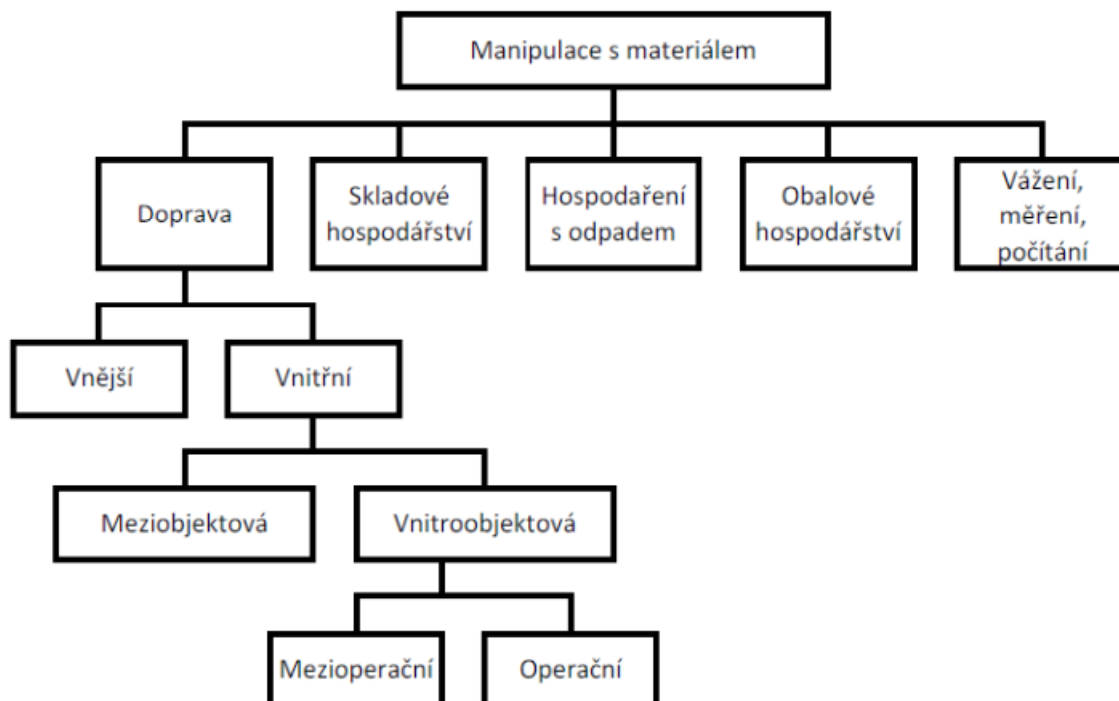 Manipulace s materiálem
Doprava
Skladové
hospodářství
Hospodaření
s odpadem
Obalové
hospodářství
Vážení,
měření,
počítání
Vnější
Vnitřní
Meziobjektová
Vnitroobjektová
Mezioperační
Operační